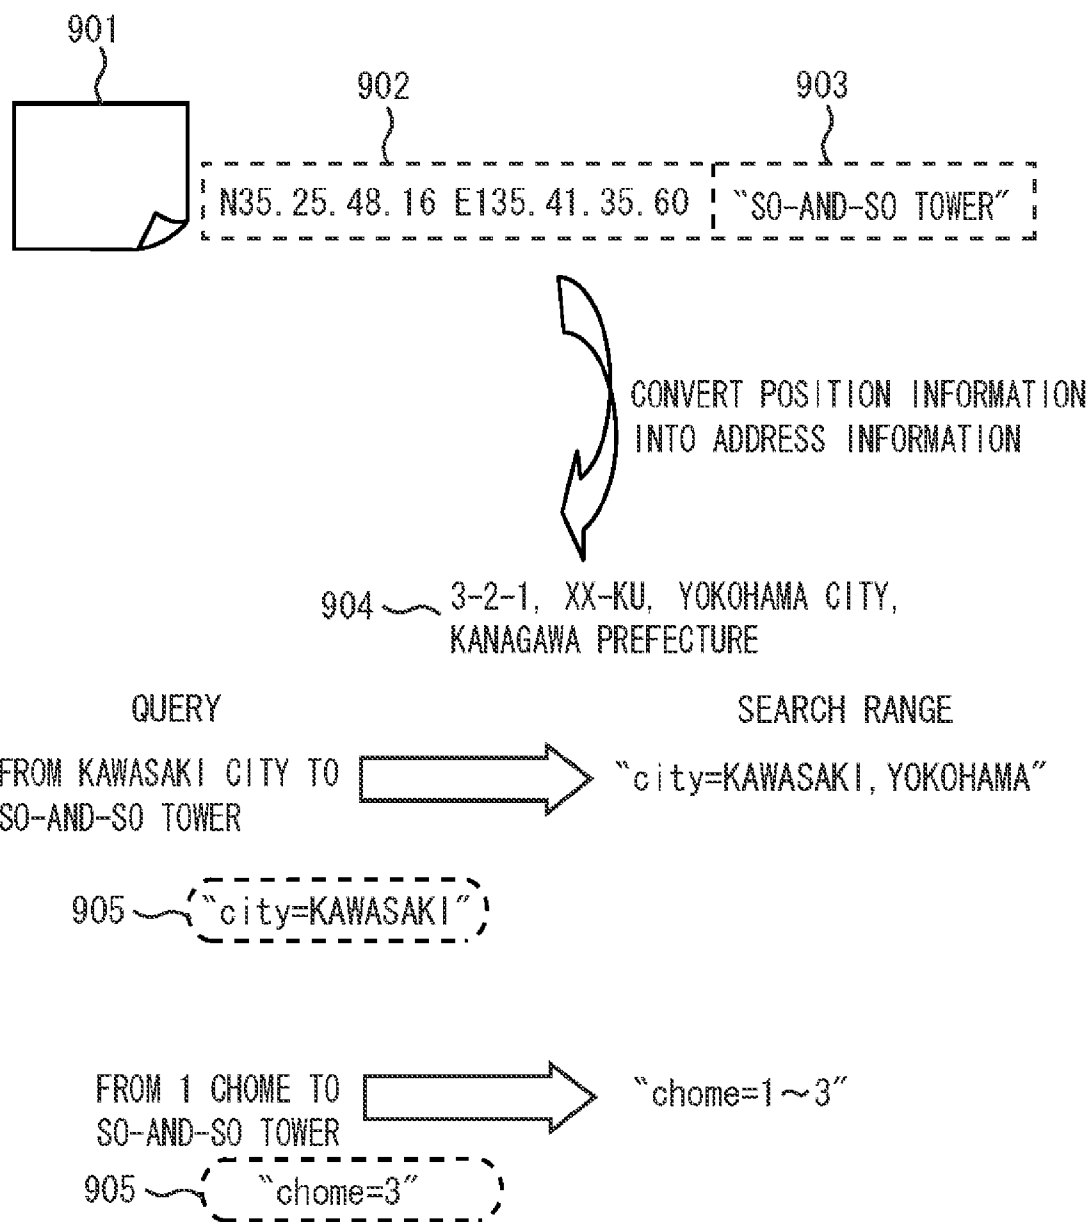 901
902
903
N35. 25. 48. 16 E135. 41. 35. 60
“SO-AND-SO TOWER”
CONVERT POSITION INFORMATION
INTO ADDRESS INFORMATION
904
3-2-1, XX-KU, YOKOHAMA CITY,
KANAGAWA PREFECTURE
QUERY
SEARCH RANGE
FROM KAWASAKI CITY TO
SO-AND-SO TOWER
“city=KAWASAKI, YOKOHAMA”
905
“city=KAWASAKI”
FROM 1 CHOME TO
SO-AND-SO TOWER
“chome=1～3”
905
“chome=3”